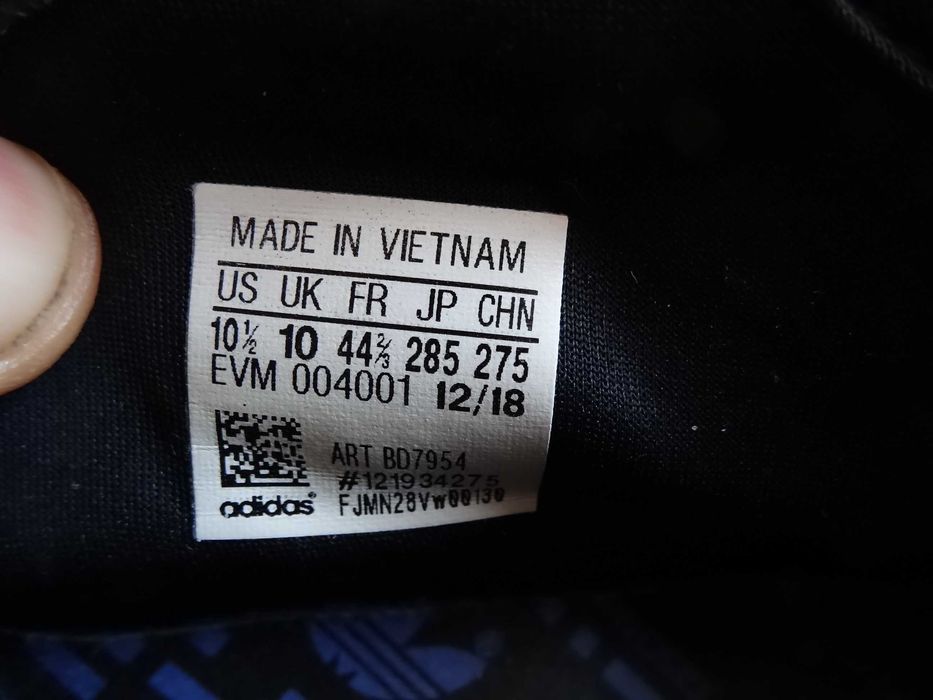 MADE IN VIETNAM
US UK FR JP CHN
10½ 10 44⅔ 285 275
EVM 004001 12/18
ART BD7954
#121934275
adidas® FJMN28Vw00130